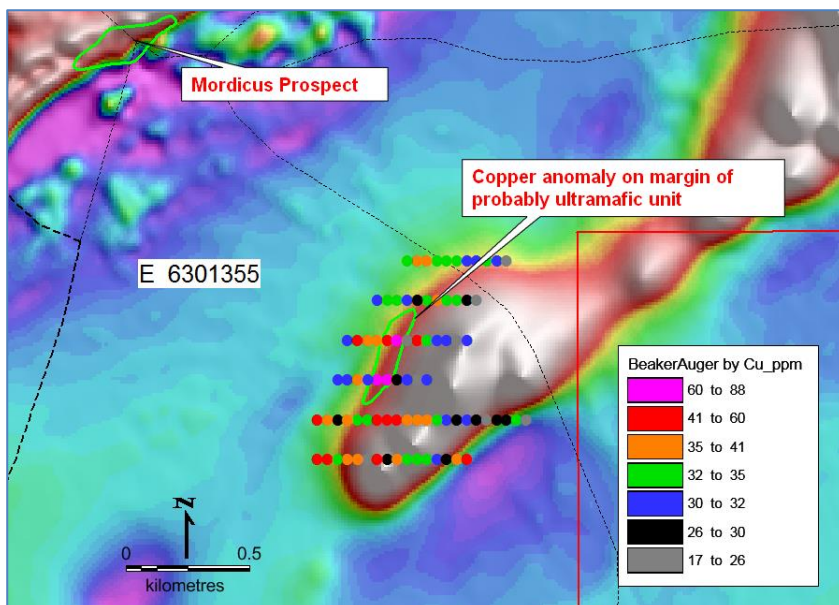 Mordicus Prospect
Copper anomaly on margin of
probably ultramafic unit
E 6301355
BeakerAuger by Cu_ppm
60 to 88
41 to 60
35 to 41
32 to 35
30 to 32
26 to 30
17 to 26
N
0 0.5
kilometres